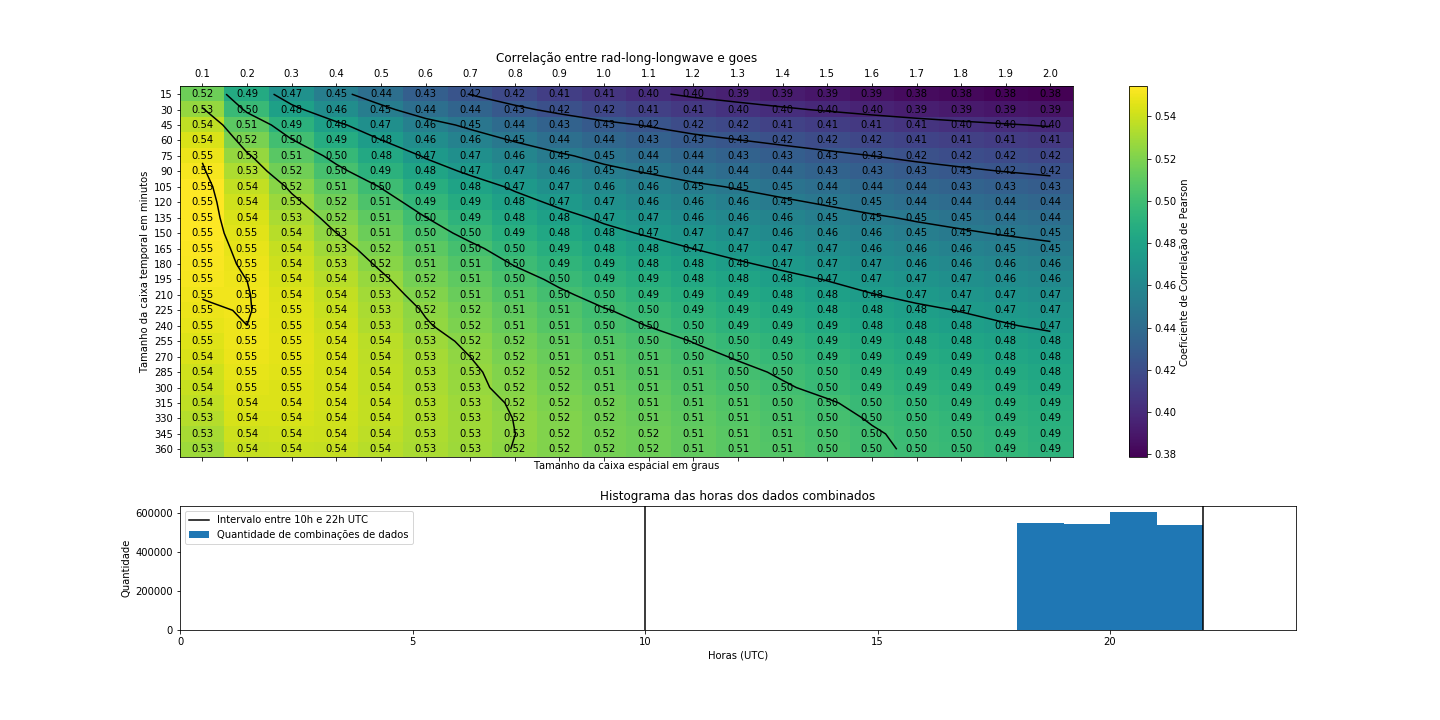 Correlação entre rad-long-longwave e goes
0.1 0.2 0.3 0.4 0.5 0.6 0.7 0.8 0.9 1.0 1.1 1.2 1.3 1.4 1.5 1.6 1.7 1.8 1.9 2.0
15 0.52 0.49 0.47 0.45 0.44 0.43 0.42 0.42 0.41 0.41 0.40 0.40 0.39 0.39 0.39 0.39 0.38 0.38 0.38 0.38
30 0.53 0.50 0.48 0.46 0.45 0.44 0.44 0.43 0.42 0.42 0.41 0.41 0.40 0.40 0.40 0.40 0.39 0.39 0.39 0.39
45 0.54 0.51 0.49 0.48 0.47 0.46 0.45 0.44 0.43 0.43 0.42 0.42 0.42 0.41 0.41 0.41 0.41 0.40 0.40 0.40
60 0.54 0.52 0.50 0.49 0.48 0.46 0.46 0.45 0.44 0.44 0.43 0.43 0.43 0.42 0.42 0.42 0.42 0.41 0.41 0.41
75 0.55 0.53 0.51 0.50 0.48 0.47 0.47 0.46 0.45 0.45 0.44 0.44 0.43 0.43 0.43 0.43 0.42 0.42 0.42 0.42
90 0.55 0.53 0.52 0.50 0.49 0.48 0.47 0.47 0.46 0.45 0.45 0.44 0.44 0.44 0.43 0.43 0.43 0.43 0.42 0.42
105 0.55 0.54 0.52 0.51 0.50 0.49 0.48 0.47 0.47 0.46 0.46 0.45 0.45 0.45 0.44 0.44 0.44 0.43 0.43 0.43
120 0.55 0.54 0.53 0.52 0.51 0.49 0.49 0.48 0.47 0.47 0.46 0.46 0.46 0.45 0.45 0.45 0.44 0.44 0.44 0.44
135 0.55 0.54 0.53 0.52 0.51 0.50 0.49 0.48 0.48 0.47 0.47 0.46 0.46 0.46 0.46 0.45 0.45 0.45 0.44 0.44
150 0.55 0.55 0.54 0.53 0.51 0.50 0.50 0.49 0.48 0.48 0.47 0.47 0.47 0.46 0.46 0.46 0.46 0.45 0.45 0.45
165 0.55 0.55 0.54 0.53 0.52 0.51 0.50 0.50 0.49 0.48 0.48 0.47 0.47 0.47 0.47 0.46 0.46 0.46 0.45 0.45
180 0.55 0.55 0.54 0.53 0.52 0.51 0.51 0.50 0.49 0.49 0.48 0.48 0.48 0.47 0.47 0.47 0.46 0.46 0.46 0.46
195 0.55 0.55 0.54 0.54 0.53 0.52 0.51 0.50 0.50 0.49 0.49 0.48 0.48 0.48 0.47 0.47 0.47 0.47 0.46 0.46
210 0.55 0.55 0.54 0.54 0.53 0.52 0.51 0.51 0.50 0.50 0.49 0.49 0.49 0.48 0.48 0.48 0.47 0.47 0.47 0.46
225 0.55 0.55 0.54 0.54 0.53 0.52 0.52 0.51 0.51 0.50 0.50 0.49 0.49 0.49 0.48 0.48 0.48 0.47 0.47 0.47
240 0.55 0.55 0.54 0.54 0.53 0.53 0.52 0.51 0.51 0.50 0.50 0.50 0.49 0.49 0.49 0.48 0.48 0.48 0.48 0.47
255 0.55 0.55 0.55 0.54 0.54 0.53 0.52 0.52 0.51 0.51 0.50 0.50 0.50 0.49 0.49 0.49 0.48 0.48 0.48 0.48
270 0.54 0.55 0.55 0.54 0.54 0.53 0.52 0.52 0.51 0.51 0.51 0.50 0.50 0.50 0.49 0.49 0.49 0.49 0.48 0.48
285 0.54 0.55 0.55 0.54 0.54 0.53 0.53 0.52 0.52 0.51 0.51 0.51 0.50 0.50 0.50 0.49 0.49 0.49 0.49 0.48
300 0.54 0.55 0.55 0.54 0.54 0.53 0.53 0.52 0.52 0.51 0.51 0.51 0.50 0.50 0.50 0.49 0.49 0.49 0.49 0.49
315 0.54 0.54 0.54 0.54 0.54 0.53 0.53 0.52 0.52 0.52 0.51 0.51 0.51 0.50 0.50 0.50 0.50 0.49 0.49 0.49
330 0.53 0.54 0.54 0.54 0.54 0.53 0.53 0.52 0.52 0.52 0.51 0.51 0.51 0.50 0.50 0.50 0.50 0.49 0.49 0.49
345 0.53 0.54 0.54 0.54 0.54 0.53 0.53 0.53 0.52 0.52 0.52 0.51 0.51 0.51 0.50 0.50 0.50 0.50 0.49 0.49
360 0.53 0.54 0.54 0.54 0.54 0.53 0.53 0.52 0.52 0.52 0.52 0.51 0.51 0.51 0.50 0.50 0.50 0.50 0.49 0.49
Tamanho da caixa temporal em minutos
Tamanho da caixa espacial em graus
0.54
0.52
0.50
0.48
0.46
0.44
0.42
0.40
0.38
Coeficiente de Correlação de Pearson
Histograma das horas dos dados combinados
Intervalo entre 10h e 22h UTC
Quantidade de combinações de dados
600000
400000
200000
0
Quantidade
0 5 10 15 20
Horas (UTC)